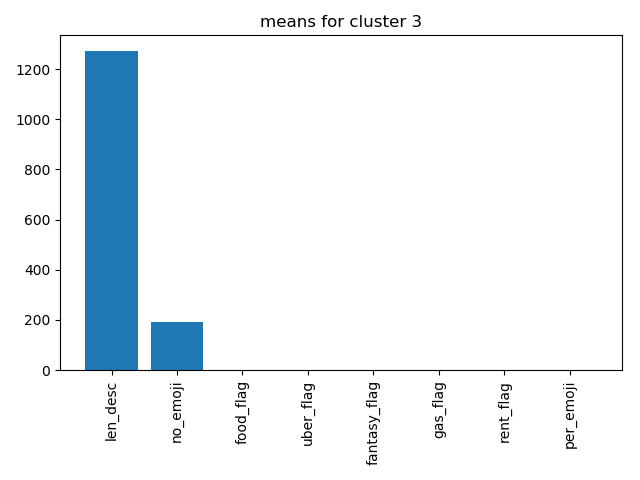 means for cluster 3
1200
1000
800
600
400
200
0
len_desc
no_emoji
food_flag
uber_flag
fantasy_flag
gas_flag
rent_flag
per_emoji